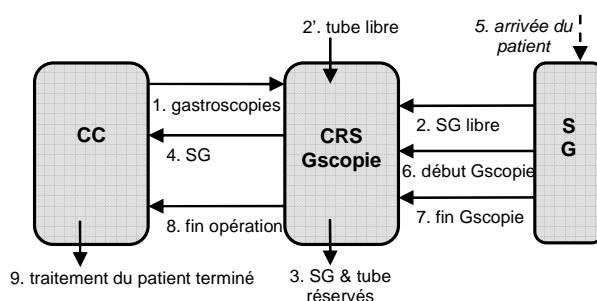 2'. tube libre
5. arrivée du
patient
1. gastroscopies
CC
CRS
Gscopie
2. SG libre
S
G
4. SG
6. début Gscopie
7. fin Gscopie
8. fin opération
9. traitement du patient terminé
3. SG & tube
réservés